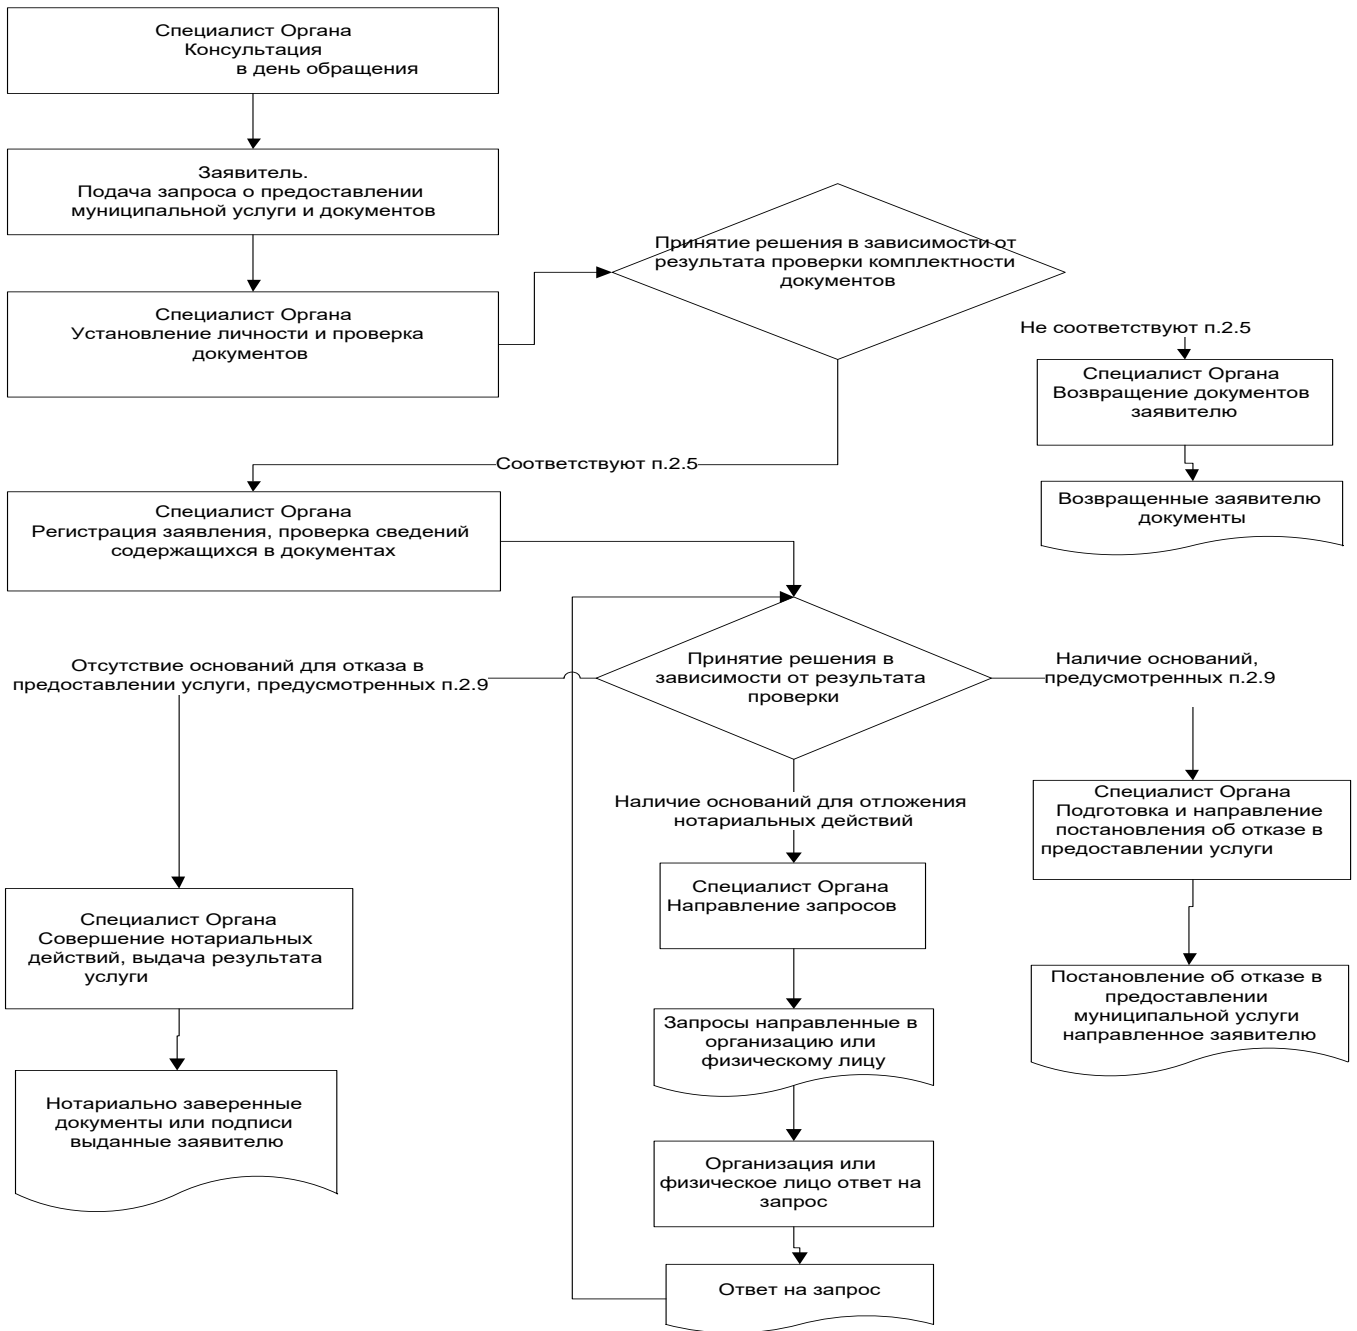 Специалист Органа
Консультация
в день обращения
Заявитель.
Подача запроса о предоставлении
муниципальной услуги и документов
Специалист Органа
Установление личности и проверка
документов
Принятие решения в зависимости от
результата проверки комплектности
документов
Не соответствуют п.2.5
Специалист Органа
Возвращение документов
заявителю
Возвращенные заявителю
документы
Соответствуют п.2.5
Специалист Органа
Регистрация заявления, проверка сведений
содержащихся в документах
Принятие решения в
зависимости от результата
проверки
Отсутствие оснований для отказа в
предоставлении услуги, предусмотренных п.2.9
Наличие оснований,
предусмотренных п.2.9
Наличие оснований для отложения
нотариальных действий
Специалист Органа
Подготовка и направление
постановления об отказе в
предоставлении услуги
Специалист Органа
Направление запросов
Специалист Органа
Совершение нотариальных
действий, выдача результата
услуги
Постановление об отказе в
предоставлении
муниципальной услуги
направленное заявителю
Запросы направленные в
организацию или
физическому лицу
Нотариально заверенные
документы или подписи
выданные заявителю
Организация или
физическое лицо ответ на
запрос
Ответ на запрос